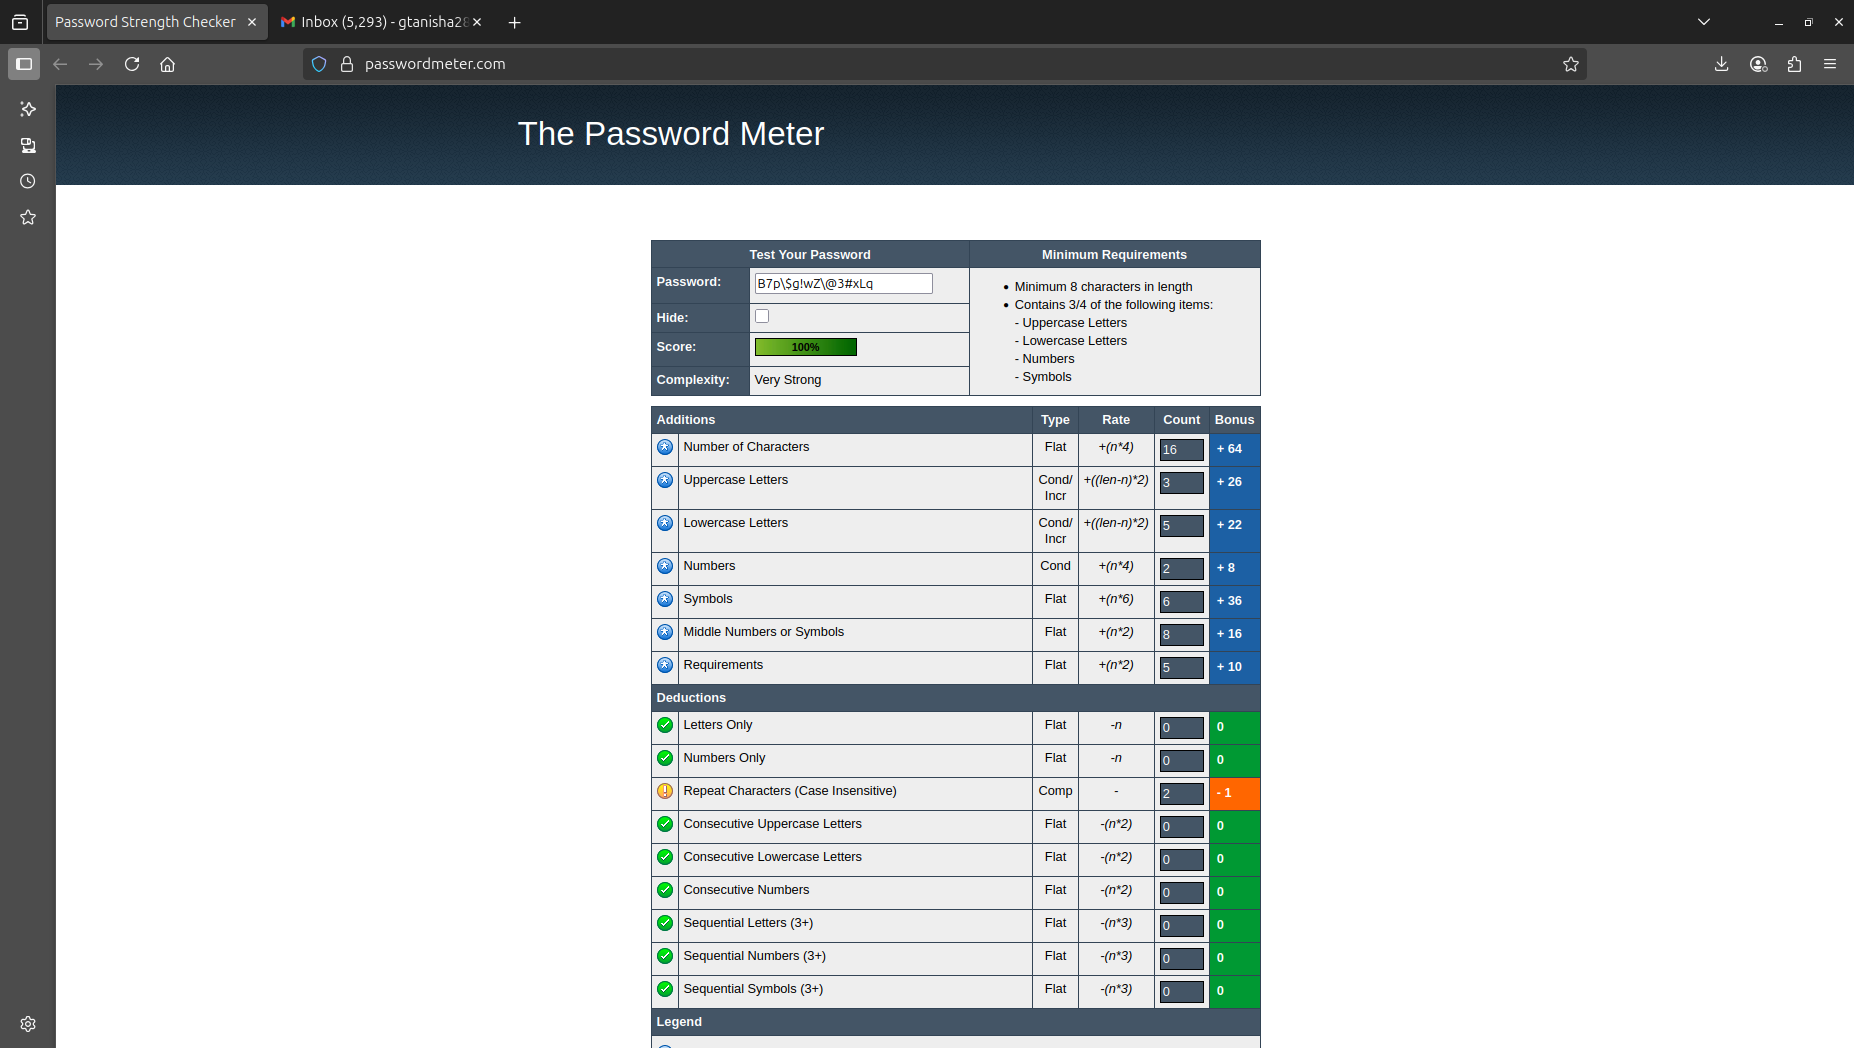 Password Strength Checker
Inbox (5,293) - gtanisha28
passwordmeter.com
The Password Meter
Test Your Password
Minimum Requirements
Password:
B7p\$g!wZ\@3#xLq
Hide:
Score:
100%
Complexity:
Very Strong
Minimum 8 characters in length
Contains 3/4 of the following items:
- Uppercase Letters
- Lowercase Letters
- Numbers
- Symbols
Additions Type Rate Count Bonus
Number of Characters Flat +(n*4) 16 + 64
Uppercase Letters Cond/Incr +((len-n)*2) 3 + 26
Lowercase Letters Cond/Incr +((len-n)*2) 5 + 22
Numbers Cond +(n*4) 2 + 8
Symbols Flat +(n*6) 6 + 36
Middle Numbers or Symbols Flat +(n*2) 8 + 16
Requirements Flat +(n*2) 5 + 10
Deductions
Letters Only Flat -n 0 0
Numbers Only Flat -n 0 0
Repeat Characters (Case Insensitive) Comp - 2 - 1
Consecutive Uppercase Letters Flat -(n*2) 0 0
Consecutive Lowercase Letters Flat -(n*2) 0 0
Consecutive Numbers Flat -(n*2) 0 0
Sequential Letters (3+) Flat -(n*3) 0 0
Sequential Numbers (3+) Flat -(n*3) 0 0
Sequential Symbols (3+) Flat -(n*3) 0 0
Legend